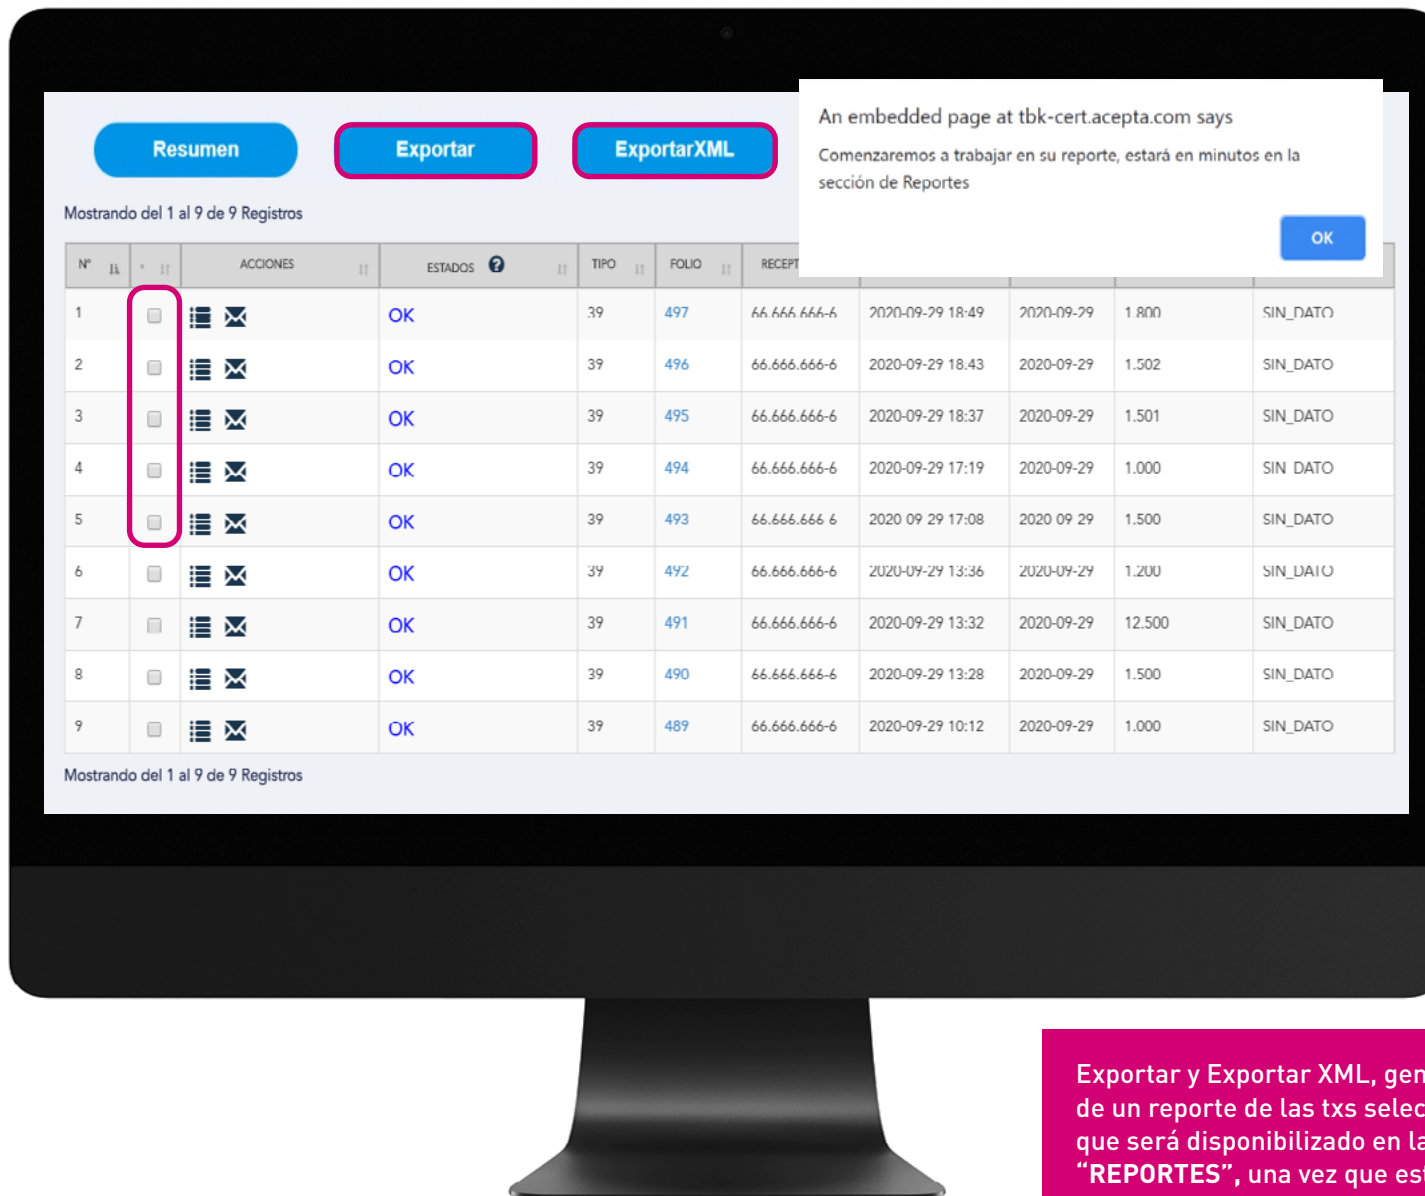 Resumen Exportar ExportarXML
An embedded page at tbk-cert.acepta.com says
Comenzaremos a trabajar en su reporte, estará en minutos en la
sección de Reportes
OK
Mostrando del 1 al 9 de 9 Registros
N° * ACCIONES ESTADOS ? TIPO FOLIO
1 OK 39 497 66.666.666-6 2020-09-29 18:49 2020-09-29 1.800 SIN_DATO
2 OK 39 496 66.666.666-6 2020-09-29 18:43 2020-09-29 1.502 SIN_DATO
3 OK 39 495 66.666.666-6 2020-09-29 18:37 2020-09-29 1.501 SIN_DATO
4 OK 39 494 66.666.666-6 2020-09-29 17:19 2020-09-29 1.000 SIN_DATO
5 OK 39 493 66.666.666-6 2020-09-29 17:08 2020-09-29 1.500 SIN_DATO
6 OK 39 492 66.666.666-6 2020-09-29 13:36 2020-09-29 1.200 SIN_DATO
7 OK 39 491 66.666.666-6 2020-09-29 13:32 2020-09-29 12.500 SIN_DATO
8 OK 39 490 66.666.666-6 2020-09-29 13:28 2020-09-29 1.500 SIN_DATO
9 OK 39 489 66.666.666-6 2020-09-29 10:12 2020-09-29 1.000 SIN_DATO
Mostrando del 1 al 9 de 9 Registros
Exportar y Exportar XML,
de un reporte de las txs
que será disponibilizado en
“REPORTES”, una vez que